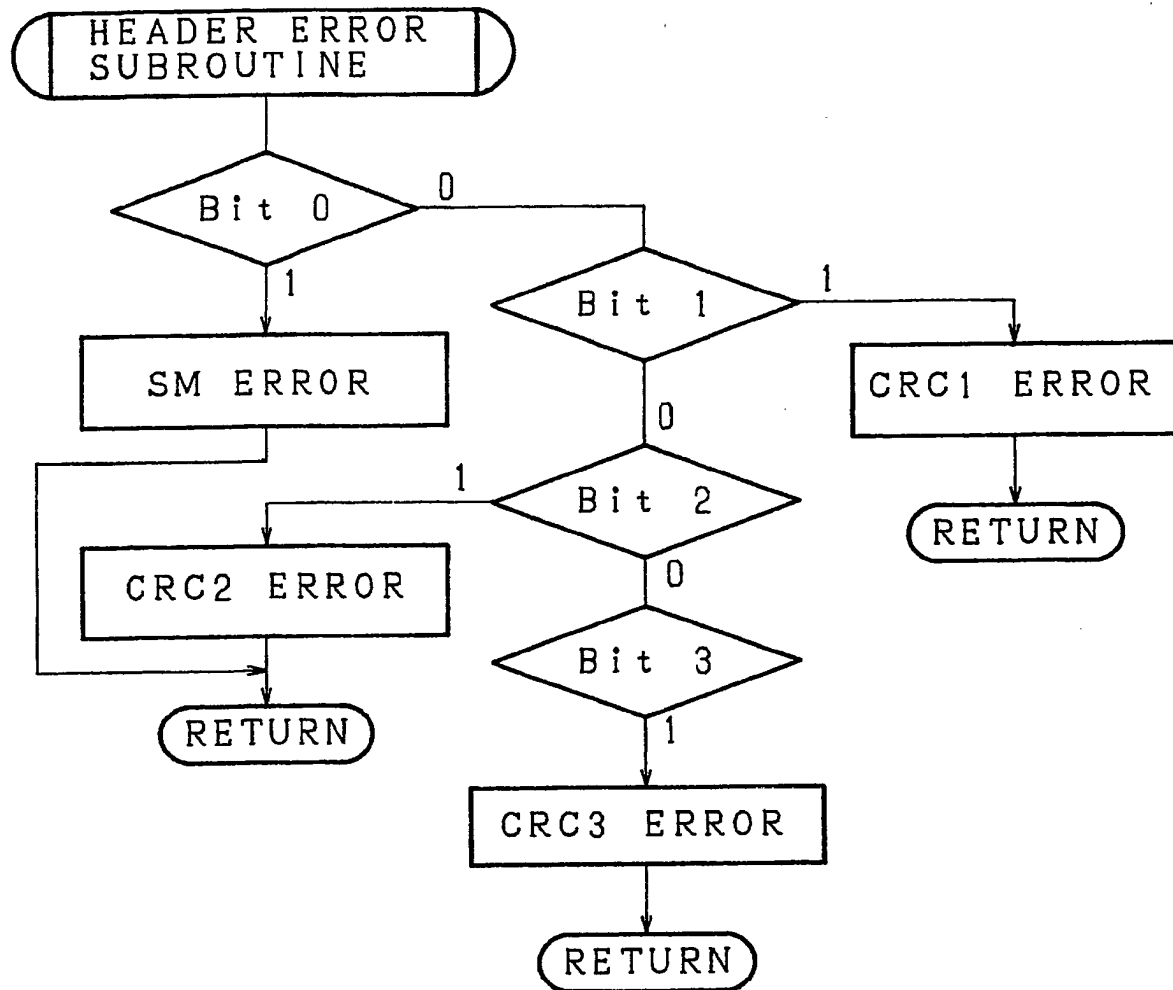 HEADER ERROR
SUBROUTINE
Bit 0
0
1
Bit 1
1
SM ERROR
CRC1 ERROR
0
1
Bit 2
RETURN
CRC2 ERROR
0
Bit 3
RETURN
1
CRC3 ERROR
RETURN